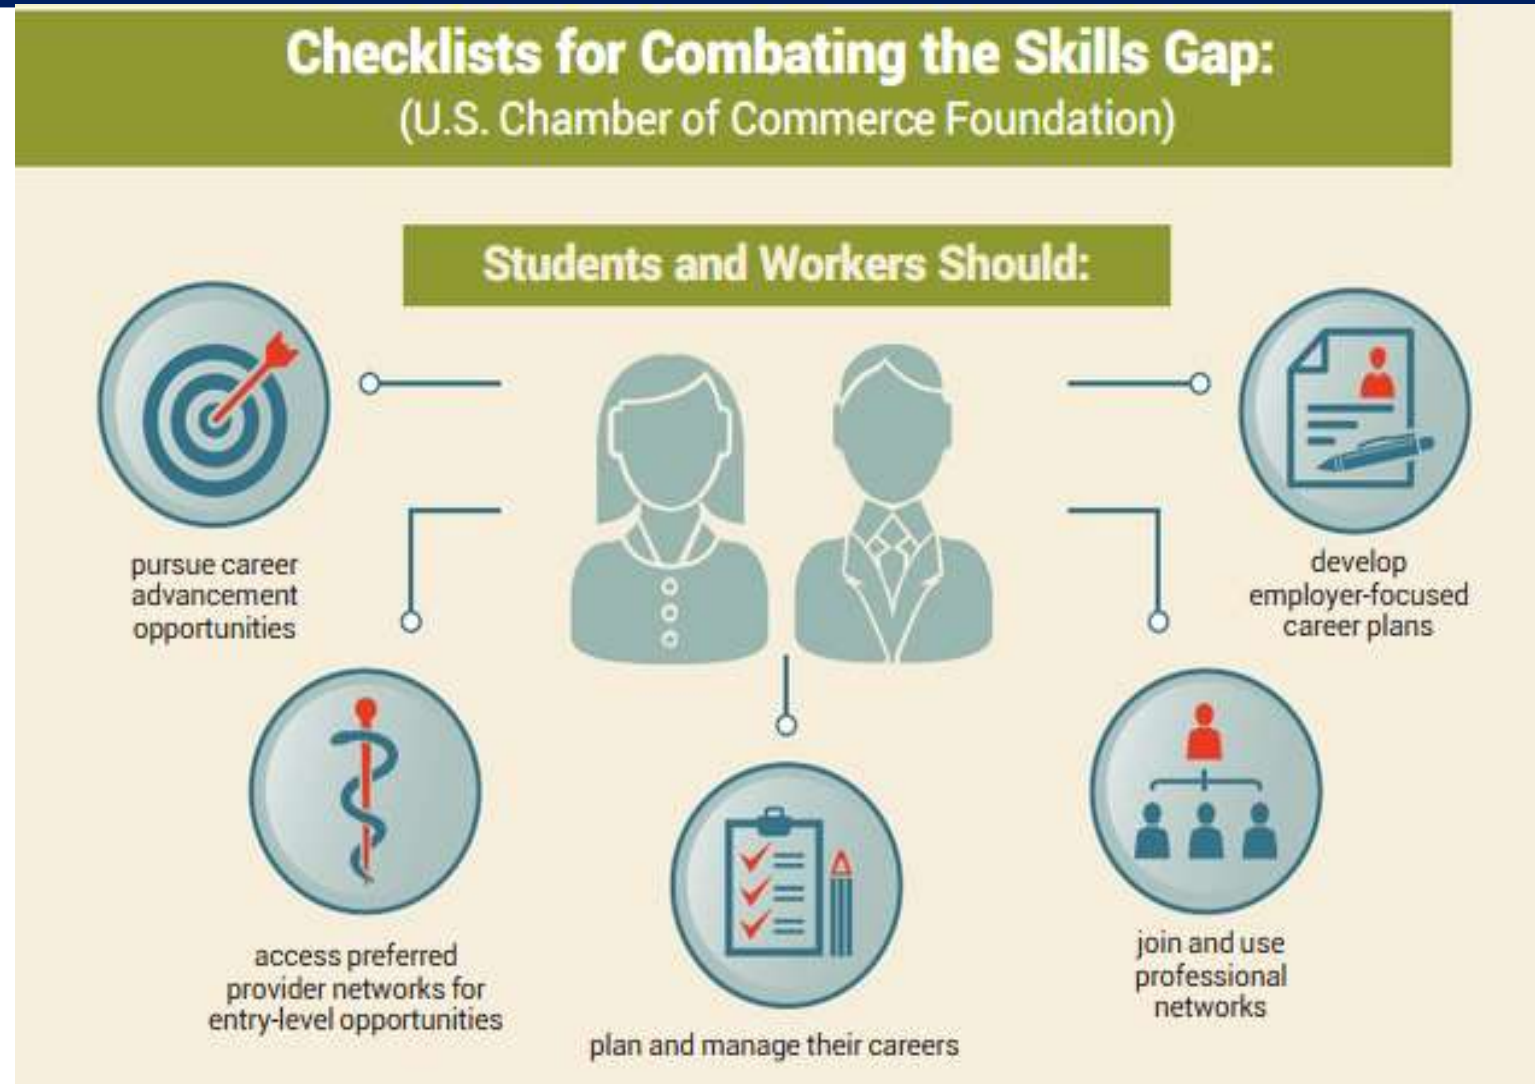 Checklists for Combating the Skills Gap:
(U.S. Chamber of Commerce Foundation)
Students and Workers Should:
pursue career
advancement
opportunities
access preferred
provider networks for
entry-level opportunities
plan and manage their careers
join and use
professional
networks
develop
employer-focused
career plans